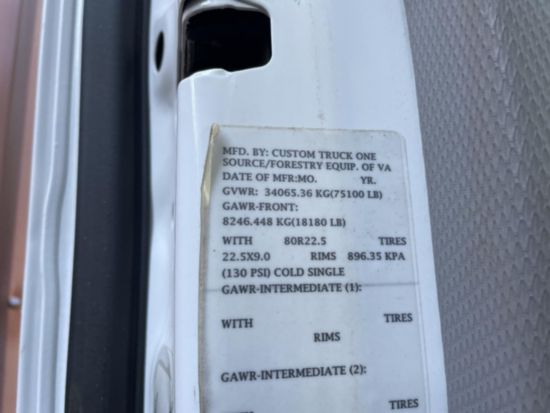 MFD. BY: CUSTOM TRUCK ONE
SOURCE/FORESTRY EQUIP. OF VA
DATE OF MFR:MO. YR.
GVWR: 34065.36 KG(75100 LB)
GAWR-FRONT:
8246.448 KG(18180 LB)
WITH 80R22.5 TIRES
22.5X9.0 RIMS 896.35 KPA
(130 PSI) COLD SINGLE
GAWR-INTERMEDIATE (1):
WITH TIRES
RIMS
GAWR-INTERMEDIATE (2):
WITH TIRES